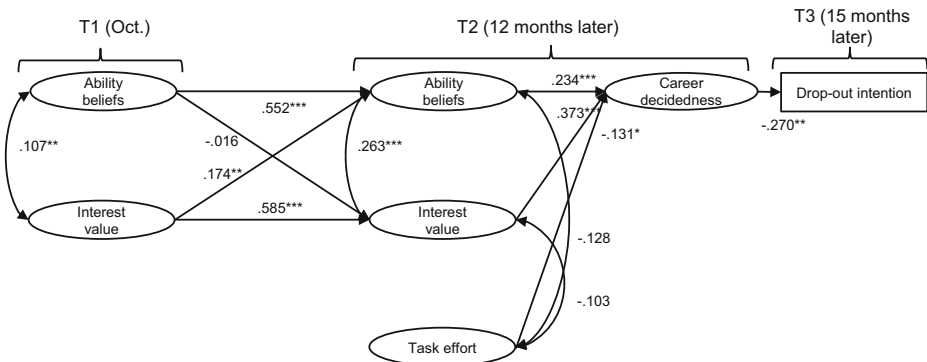 T1 (Oct.)
T2 (12 months later)
T3 (15 months
later)
Ability
beliefs
Ability
beliefs
Career
decidedness
Drop-out intention
.234***
.552***
.373***
-.131*
-.270**
.107**
-.016
.263***
.174**
.585***
Interest
value
Interest
value
-.128
-.103
Task effort